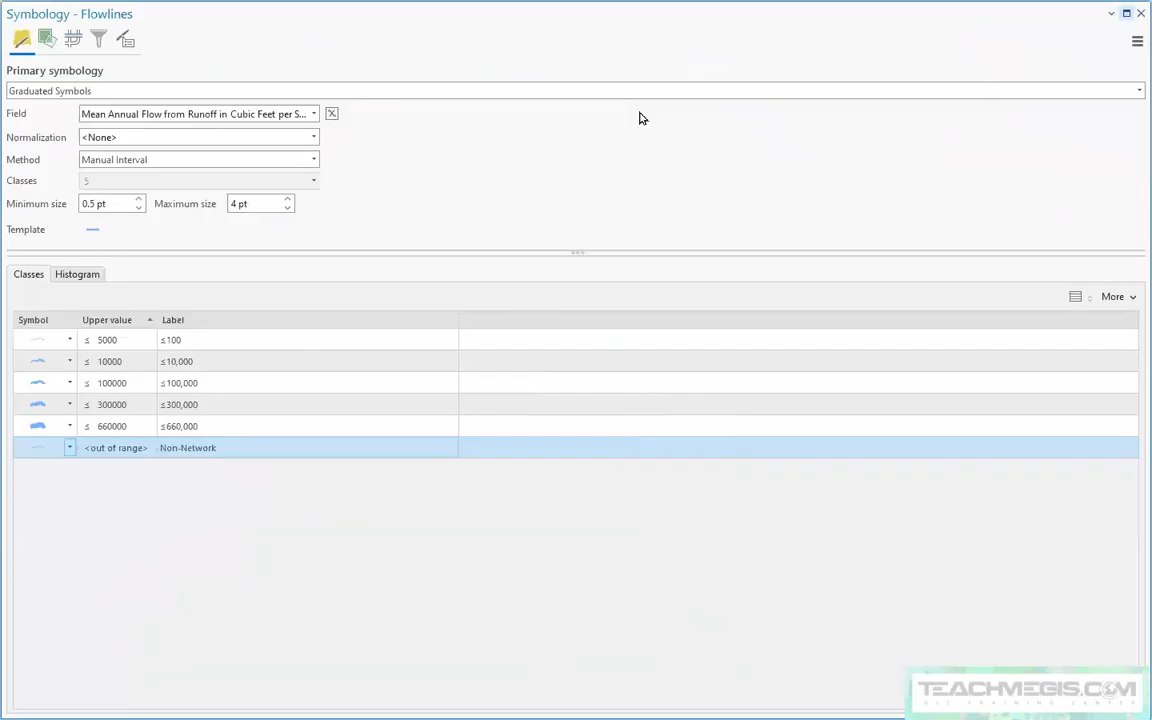 Symbology - Flowlines
Primary symbology
Graduated Symbols
Field Mean Annual Flow from Runoff in Cubic Feet per S...
Normalization <None>
Method Manual Interval
Classes 5
Minimum size 0.5 pt Maximum size 4 pt
Template
Classes Histogram
More
Symbol Upper value Label
≤ 5000 ≤100
≤ 10000 ≤10,000
≤ 100000 ≤100,000
≤ 300000 ≤300,000
≤ 660000 ≤660,000
<out of range> Non-Network
TEACHMEGIS.COM
GIS TRAINING CENTER